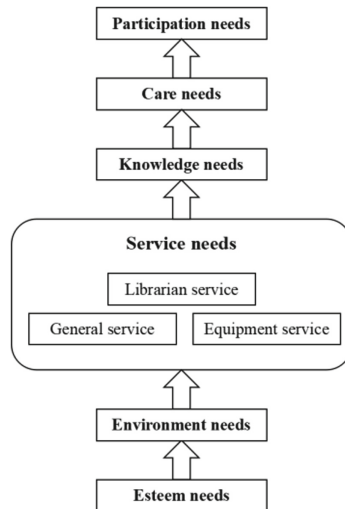 Participation needs
Care needs
Knowledge needs
Service needs
Librarian service
General service
Equipment service
Environment needs
Esteem needs